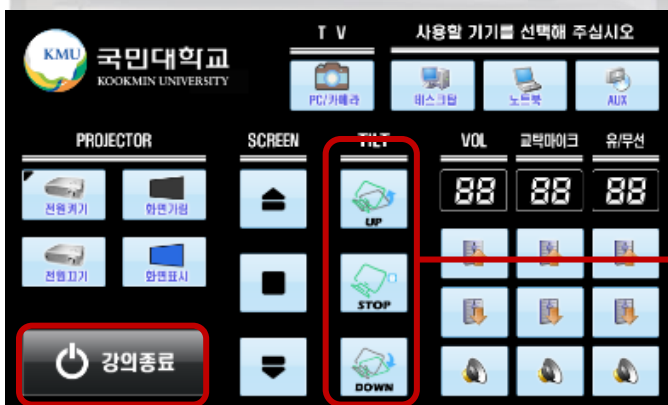 KMU 국민대학교
KOOKMIN UNIVERSITY
T V
사용할 기기를 선택해 주십시오
PC/카메라
데스크탑
노트북
AUX
PROJECTOR
SCREEN
TILT
VOL
교탁마이크
유/무선
전원켜기
화면가림
UP
88
88
88
전원끄기
화면표시
STOP
강의종료
DOWN